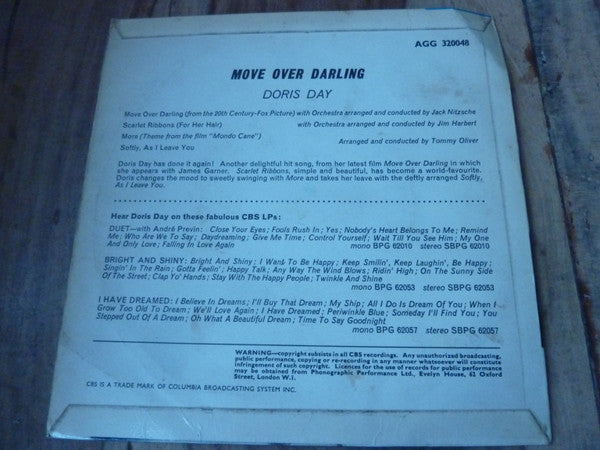 AGG 320048
MOVE OVER DARLING
DORIS DAY
Move Over Darling (from the 20th Century-Fox Picture) with Orchestra arranged and conducted by Jack Nitzsche
Scarlet Ribbons (For Her Hair) with Orchestra arranged and conducted by Jim Harbert
More (Theme from the film "Mondo Cane")
Arranged and conducted by Tommy Oliver
Softly, As I Leave You
Doris Day has done it again! Another delightful hit song, from her latest film Move Over Darling in which
she appears with James Garner. Scarlet Ribbons, simple and beautiful, has become a world-favourite.
Doris changes the mood to sweetly swinging with More and takes her leave with the deftly arranged Softly,
As I Leave You.
Hear Doris Day on these fabulous CBS LPs:
DUET—with André Previn: Close Your Eyes; Fools Rush In; Yes; Nobody's Heart Belongs To Me; Remind
Me; Who Are We To Say; Daydreaming; Give Me Time; Control Yourself; Wait Till You See Him; My One
And Only Love; Falling In Love Again mono BPG 62010 stereo SBPG 62010
BRIGHT AND SHINY: Bright And Shiny; I Want To Be Happy; Keep Smilin', Keep Laughin', Be Happy;
Singin' In The Rain; Gotta Feelin'; Happy Talk; Any Way The Wind Blows; Ridin' High; On The Sunny Side
Of The Street; Clap Yo' Hands; Stay With The Happy People; Twinkle And Shine
mono BPG 62053 stereo SBPG 62053
I HAVE DREAMED: I Believe In Dreams; I'll Buy That Dream; My Ship; All I Do Is Dream Of You; When I
Grow Too Old To Dream; We'll Love Again; I Have Dreamed; Periwinkle Blue; Someday I'll Find You; You
Stepped Out Of A Dream; Oh What A Beautiful Dream; Time To Say Goodnight
mono BPG 62057 stereo SBPG 62057
WARNING—copyright subsists in all CBS recordings. Any unauthorized broadcasting,
public performance, copying or re-recording in any manner whatsoever will constitute
infringement of such copyright. Licences for the use of records for public performance
may be obtained from Phonographic Performance Ltd., Evelyn House, 62 Oxford
Street, London W.1.
CBS IS A TRADE MARK OF COLUMBIA BROADCASTING SYSTEM INC.